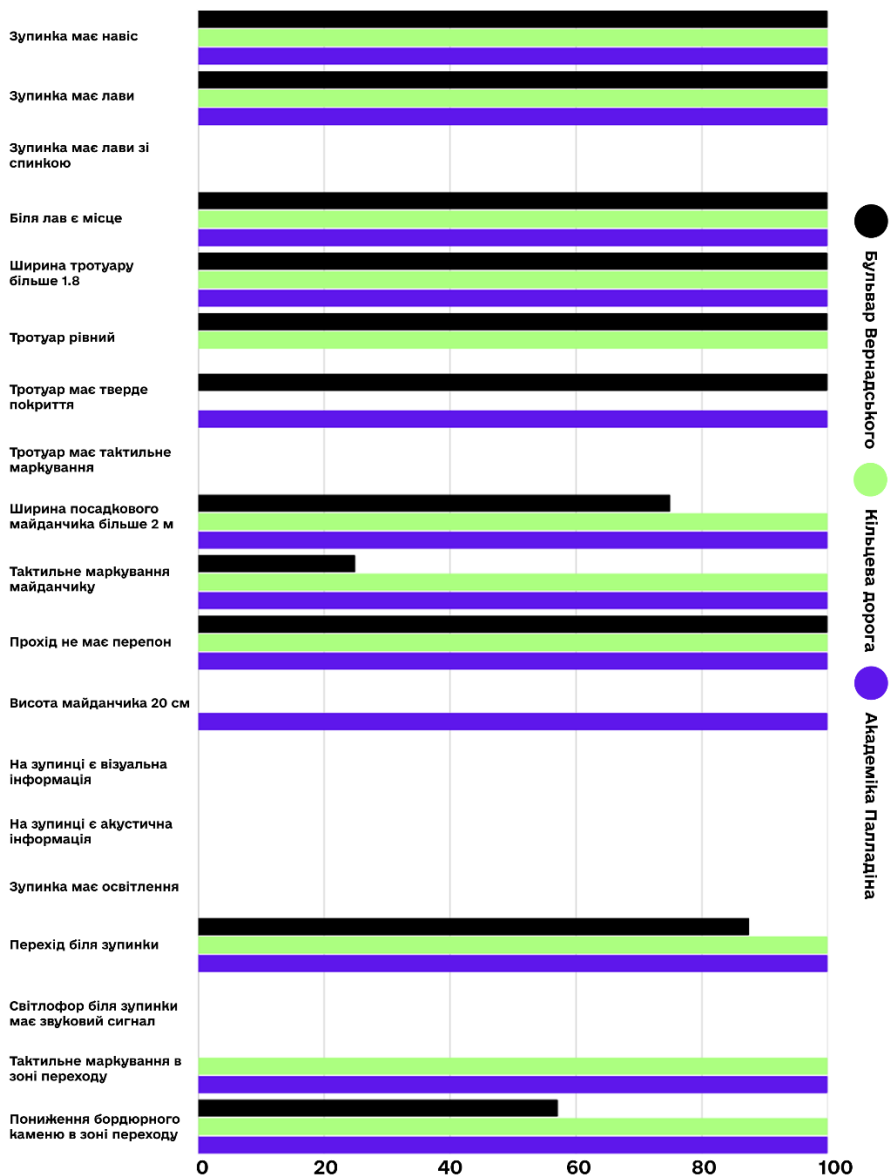 Зупинка має навіс
Зупинка має лави
Зупинка має лави зі
спинкою
Біля лав є місце
Ширина тротуару
більше 1.8
Тротуар рівний
Тротуар має тверде
покриття
Тротуар має тактильне
маркування
Ширина посадкового
майданчика більше 2 м
Тактильне маркування
майданчику
Прохід не має перепон
Висота майданчика 20 см
На зупинці є візуальна
інформація
На зупинці є акустична
інформація
Зупинка має освітлення
Перехід біля зупинки
Світлофор біля зупинки
має звуковий сигнал
Тактильне маркування в
зоні переходу
Пониження бордюрного
каменю в зоні переходу
0 20 40 60 80 100
Бульвар Вернадського
Кільцева дорога
Академіка Палладіна